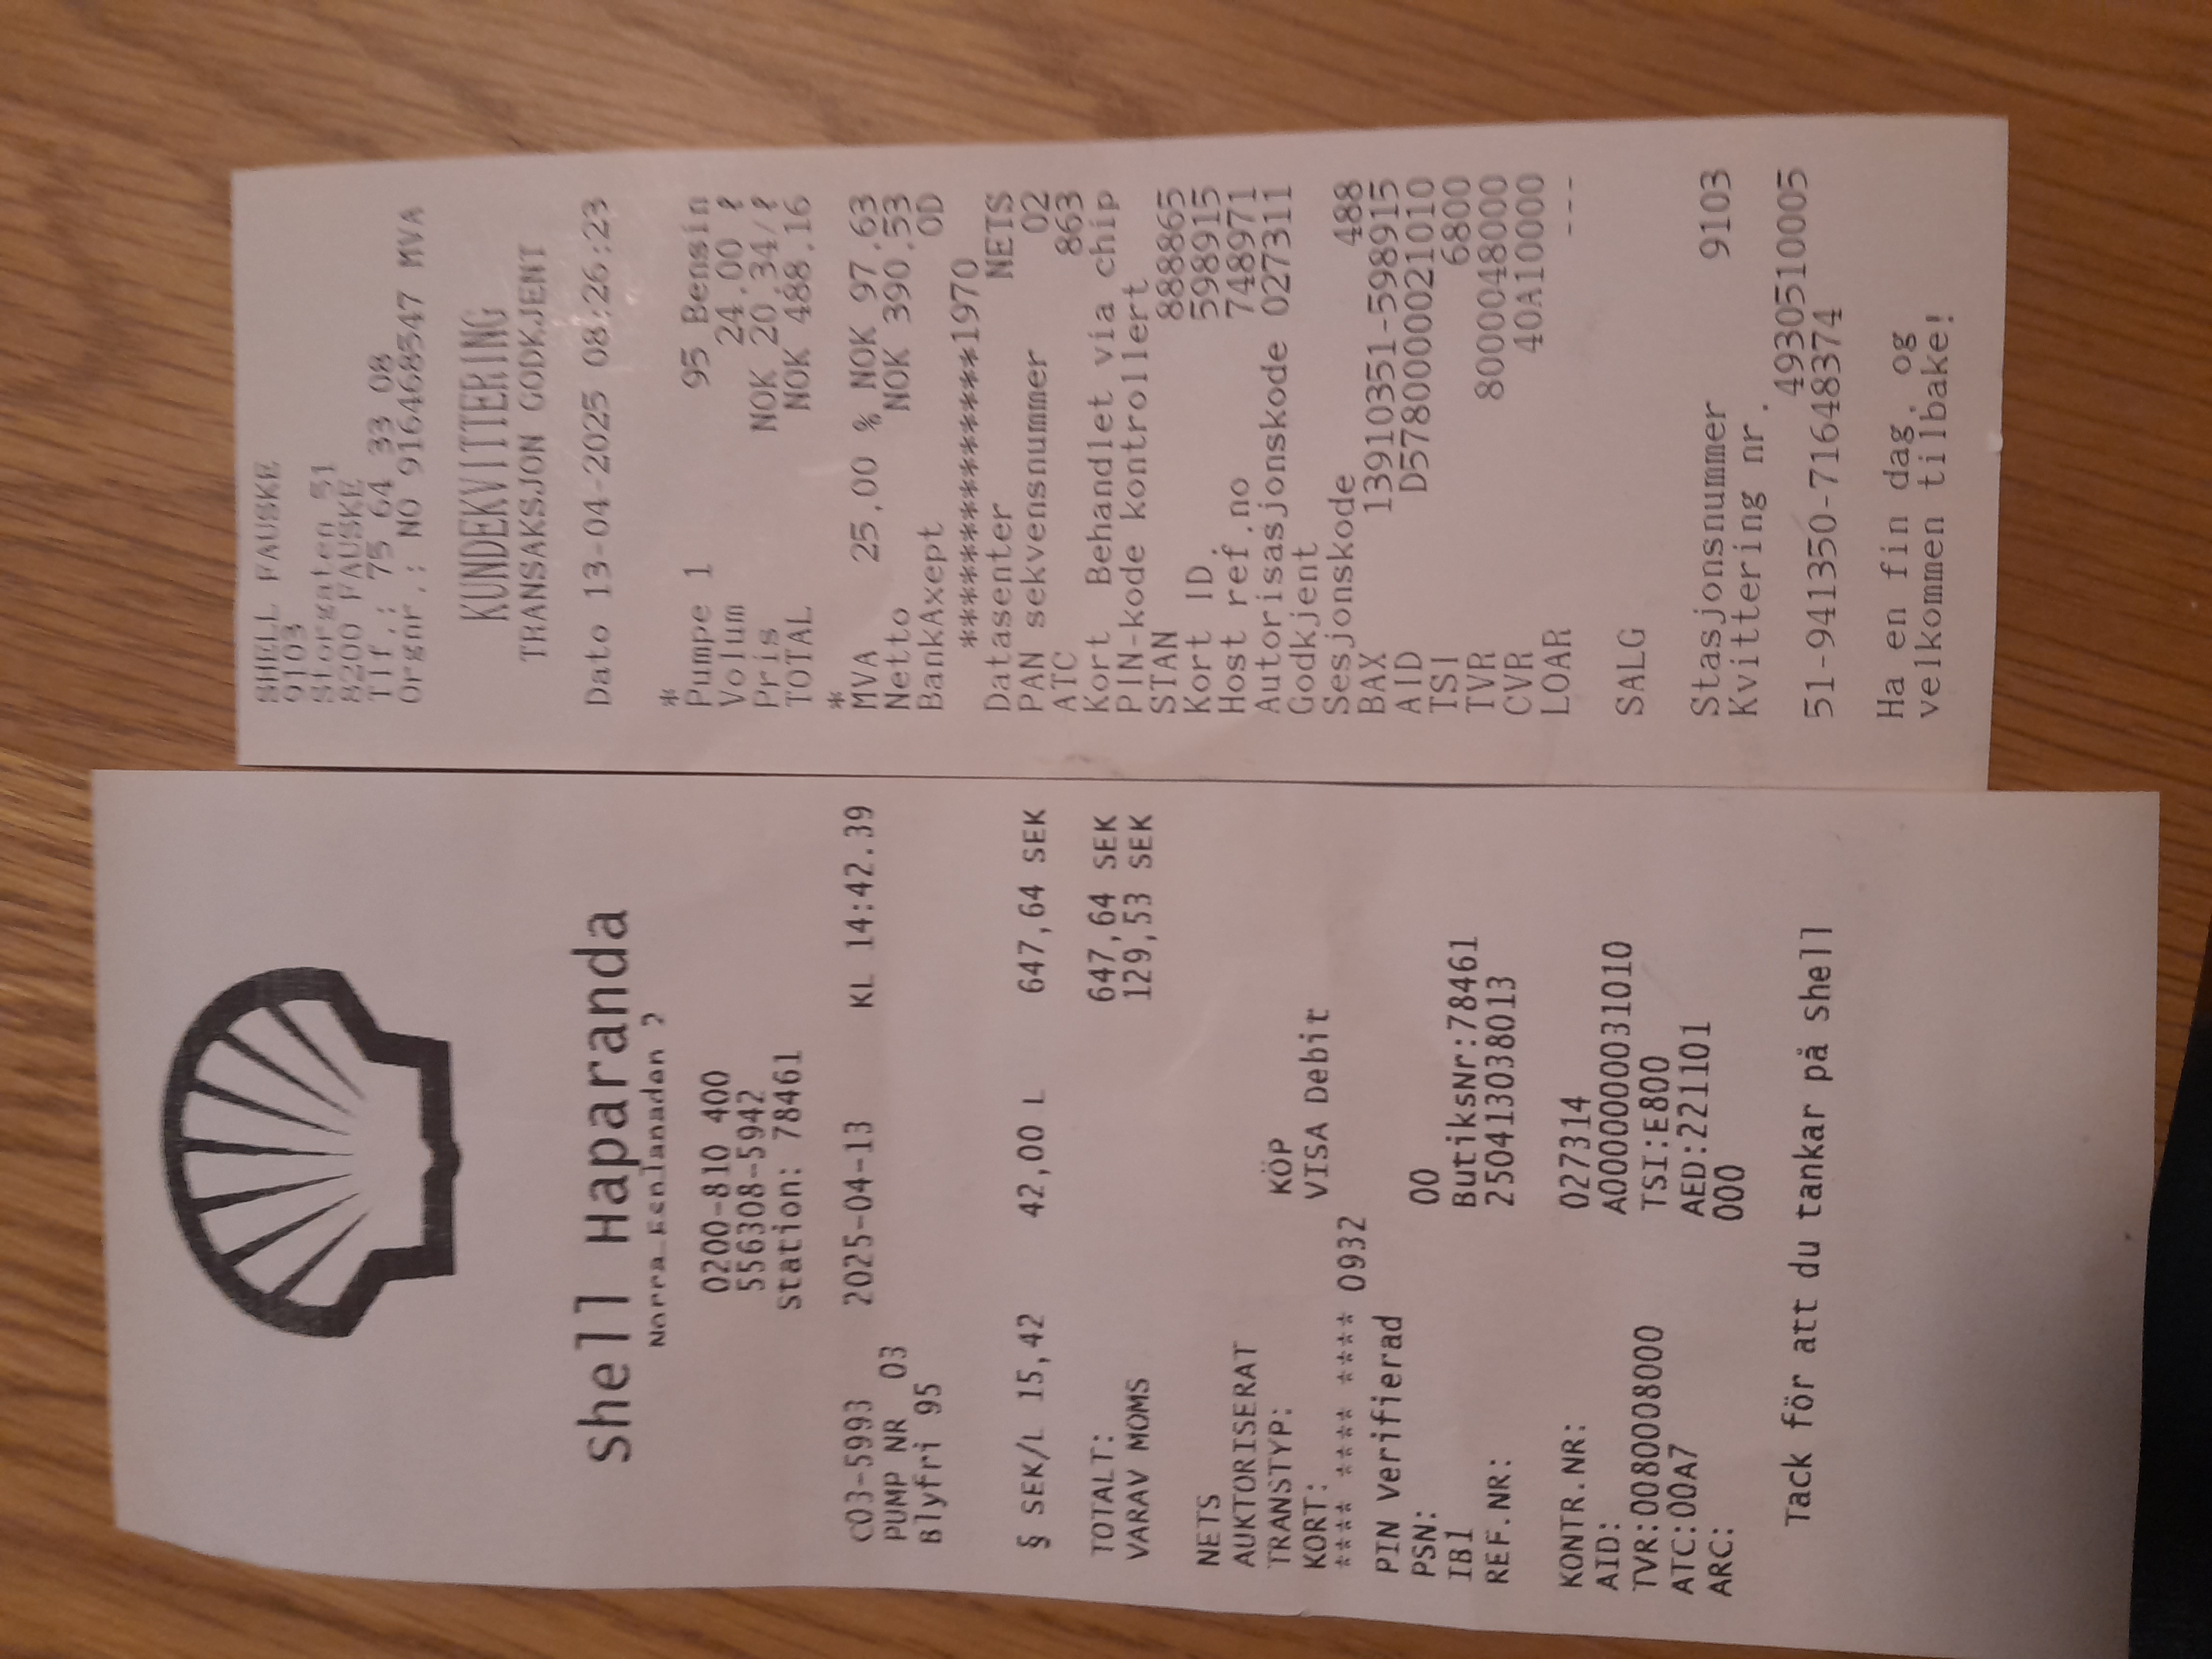 SHELL FAUSKE
9103
Storgaten 51
8200 FAUSKE
Tlf.: 75 64 33 08
Orgnr.: NO 916468547 MVA
KUNDEKVITTERING
TRANSAKSJON GODKJENT
Dato 13-04-2025 08:26:23
*
Pumpe 1 95 Bensin
Volum 24.00 ℓ
Pris NOK 20.34/ℓ
TOTAL NOK 488.16
*
MVA 25,00 % NOK 97.63
Netto NOK 390.53
BankAxept 0D
***************1970
Datasenter NETS
PAN sekvensnummer 02
ATC 863
Kort Behandlet via chip
PIN-kode kontrollert
STAN 888865
Kort ID. 598915
Host ref.no 748971
Autorisasjonskode 027311
Godkjent
Sesjonskode 488
BAX 13910351-598915
AID D5780000021010
TSI 6800
TVR 8000048000
CVR 40A10000
LOAR ---
SALG
Stasjonsnummer 9103
Kvittering nr.
4930510005
51-941350-71648374
Ha en fin dag, og
velkommen tilbake!
Shell Haparanda
Norra 2
0200-810 400
556308-5942
Station: 78461
C03-5993 2025-04-13 KL 14:42.39
PUMP NR 03
Blyfri 95
§ SEK/L 15,42 42,00 L 647,64 SEK
TOTALT: 647,64 SEK
VARAV MOMS 129,53 SEK
NETS
AUKTORISERAT
TRANSTYP: KÖP
KORT: VISA Debit
**** **** **** 0932
PIN Verifierad
PSN: 00
IB1 ButiksNr:78461
REF.NR: 250413038013
KONTR.NR: 027314
AID: A0000000031010
TVR:0080008000 TSI:E800
ATC:00A7 AED:221101
ARC: 000
Tack för att du tankar på shell